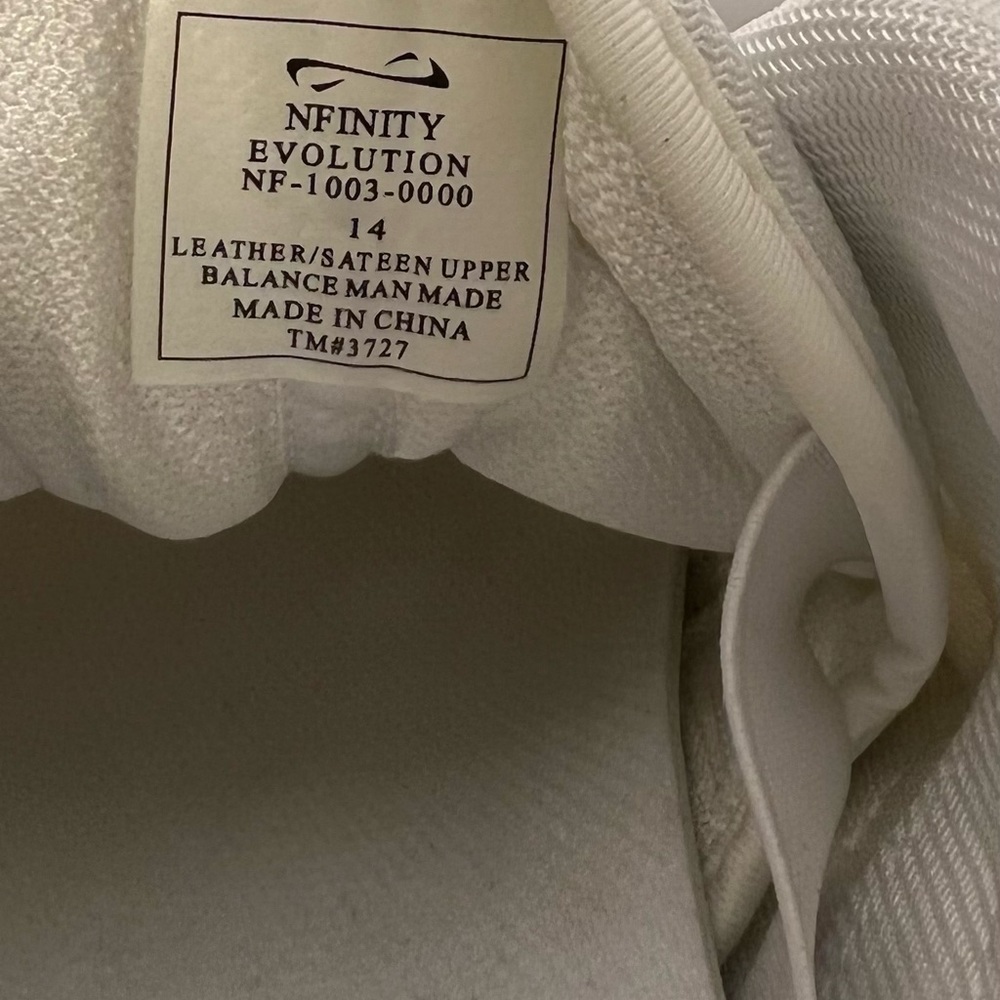 NFINITY
EVOLUTION
NF-1003-0000
14
LEATHER/SATEEN UPPER
BALANCE MAN MADE
MADE IN CHINA
TM#3727